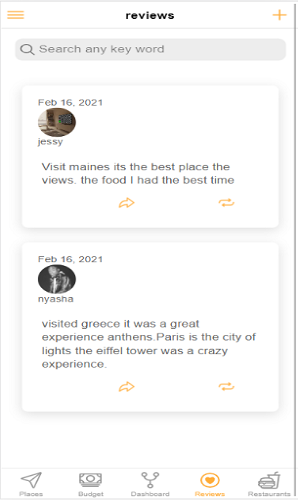 reviews
Search any key word
Feb 16, 2021
jessy
Visit maines its the best place the
views. the food I had the best time
Feb 16, 2021
nyasha
visited greece it was a great
experience anthens.Paris is the city of
lights the eiffel tower was a crazy
experience.
Places Budget Dashboard Reviews Restaurants